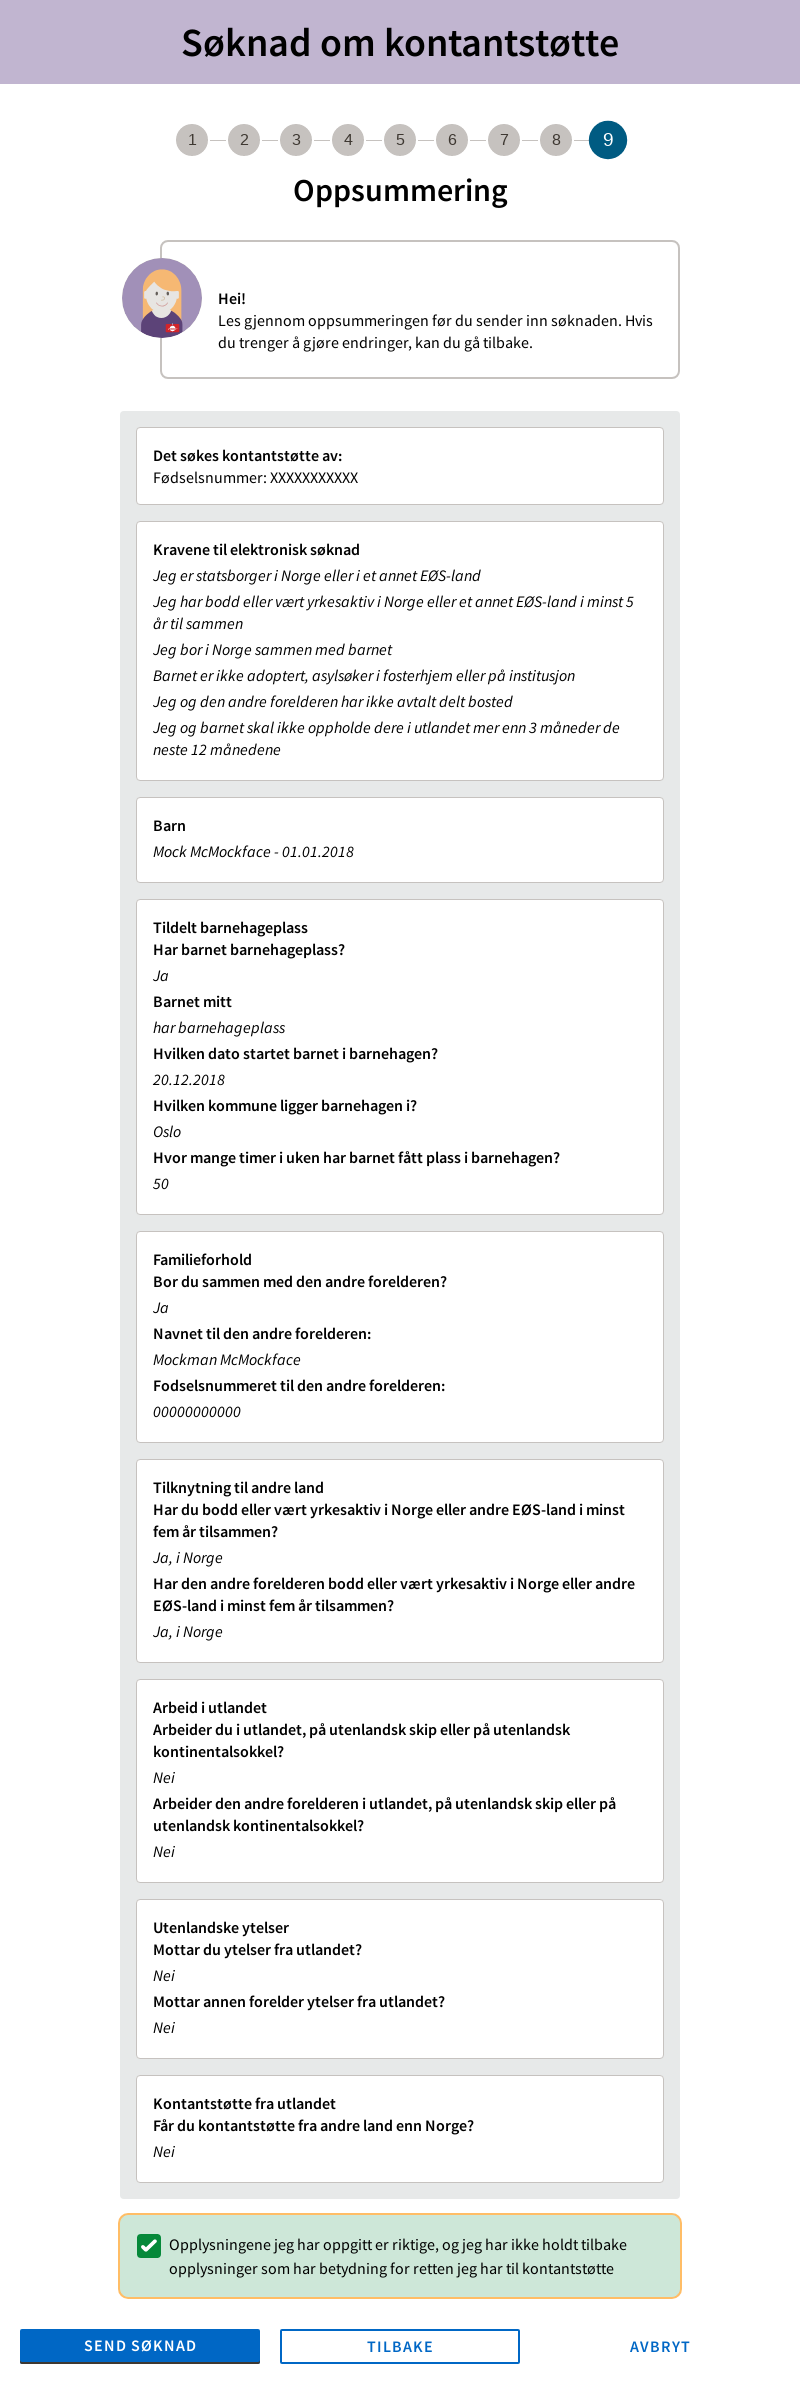 Søknad om kontantstøtte
1 2 3 4 5 6 7 8 9
Oppsummering
Hei!
Les gjennom oppsummeringen før du sender inn søknaden. Hvis
du trenger å gjøre endringer, kan du gå tilbake.
Det søkes kontantstøtte av:
Fødselsnummer: XXXXXXXXXXX
Kravene til elektronisk søknad
Jeg er statsborger i Norge eller i et annet EØS-land
Jeg har bodd eller vært yrkesaktiv i Norge eller et annet EØS-land i minst 5
år til sammen
Jeg bor i Norge sammen med barnet
Barnet er ikke adoptert, asylsøker i fosterhjem eller på institusjon
Jeg og den andre forelderen har ikke avtalt delt bosted
Jeg og barnet skal ikke oppholde dere i utlandet mer enn 3 måneder de
neste 12 månedene
Barn
Mock McMockface - 01.01.2018
Tildelt barnehageplass
Har barnet barnehageplass?
Ja
Barnet mitt
har barnehageplass
Hvilken dato startet barnet i barnehagen?
20.12.2018
Hvilken kommune ligger barnehagen i?
Oslo
Hvor mange timer i uken har barnet fått plass i barnehagen?
50
Familieforhold
Bor du sammen med den andre forelderen?
Ja
Navnet til den andre forelderen:
Mockman McMockface
Fodselsnummeret til den andre forelderen:
00000000000
Tilknytning til andre land
Har du bodd eller vært yrkesaktiv i Norge eller andre EØS-land i minst
fem år tilsammen?
Ja, i Norge
Har den andre forelderen bodd eller vært yrkesaktiv i Norge eller andre
EØS-land i minst fem år tilsammen?
Ja, i Norge
Arbeid i utlandet
Arbeider du i utlandet, på utenlandsk skip eller på utenlandsk
kontinentalsokkel?
Nei
Arbeider den andre forelderen i utlandet, på utenlandsk skip eller på
utenlandsk kontinentalsokkel?
Nei
Utenlandske ytelser
Mottar du ytelser fra utlandet?
Nei
Mottar annen forelder ytelser fra utlandet?
Nei
Kontantstøtte fra utlandet
Får du kontantstøtte fra andre land enn Norge?
Nei
Opplysningene jeg har oppgitt er riktige, og jeg har ikke holdt tilbake
opplysninger som har betydning for retten jeg har til kontantstøtte
SEND SØKNAD TILBAKE AVBRYT